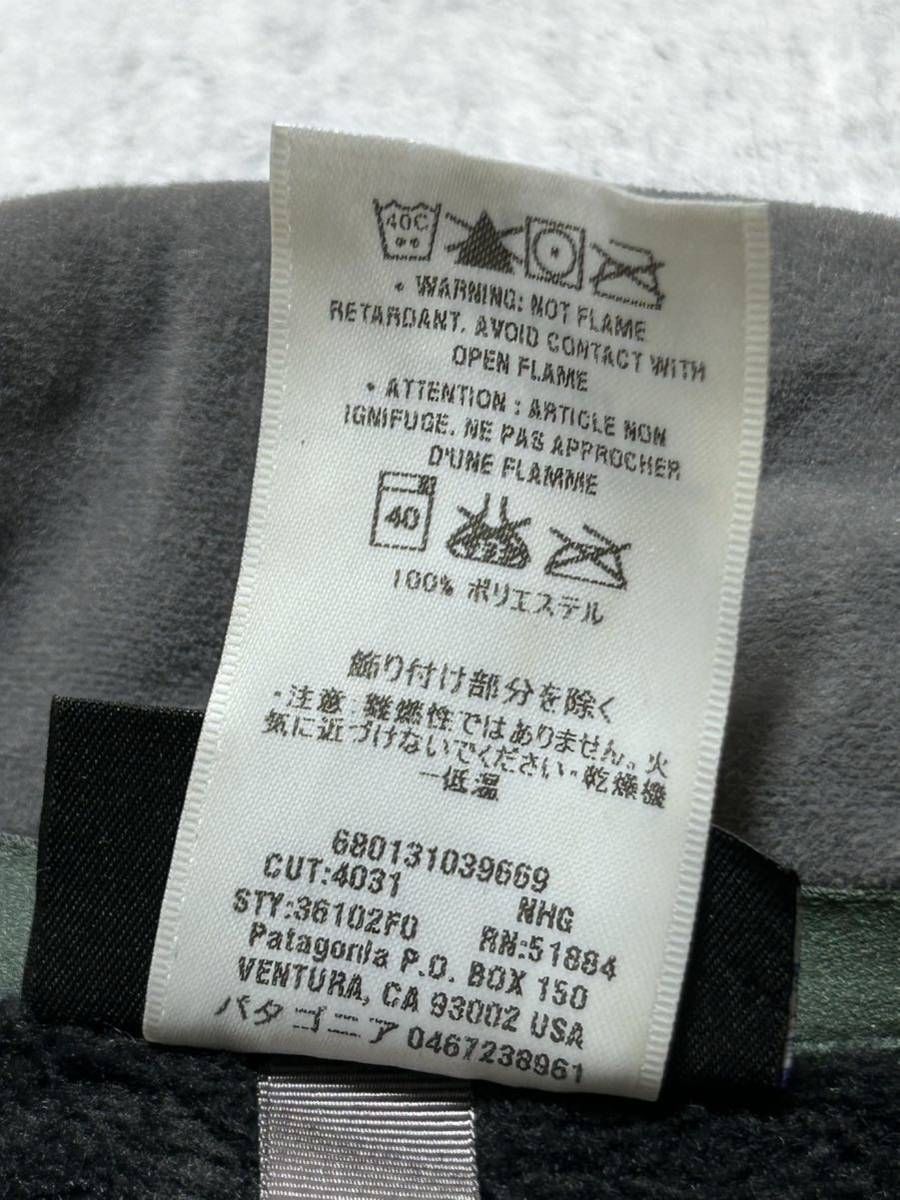 40C
• WARNING: NOT FLAME
RETARDANT. AVOID CONTACT WITH
OPEN FLAME
• ATTENTION : ARTICLE NON
IGNIFUGE. NE PAS APPROCHER
D'UNE FLAMME
40
100% ポリエステル
飾り付け部分を除く
・注意 難燃性ではありません。火
気に近づけないでください・乾燥機
ー低温
680131039669
CUT:4031 NHG
STY:36102F0 RN:51884
Patagonia P.O. BOX 150
VENTURA, CA 93002 USA
パタゴニア 0467238961